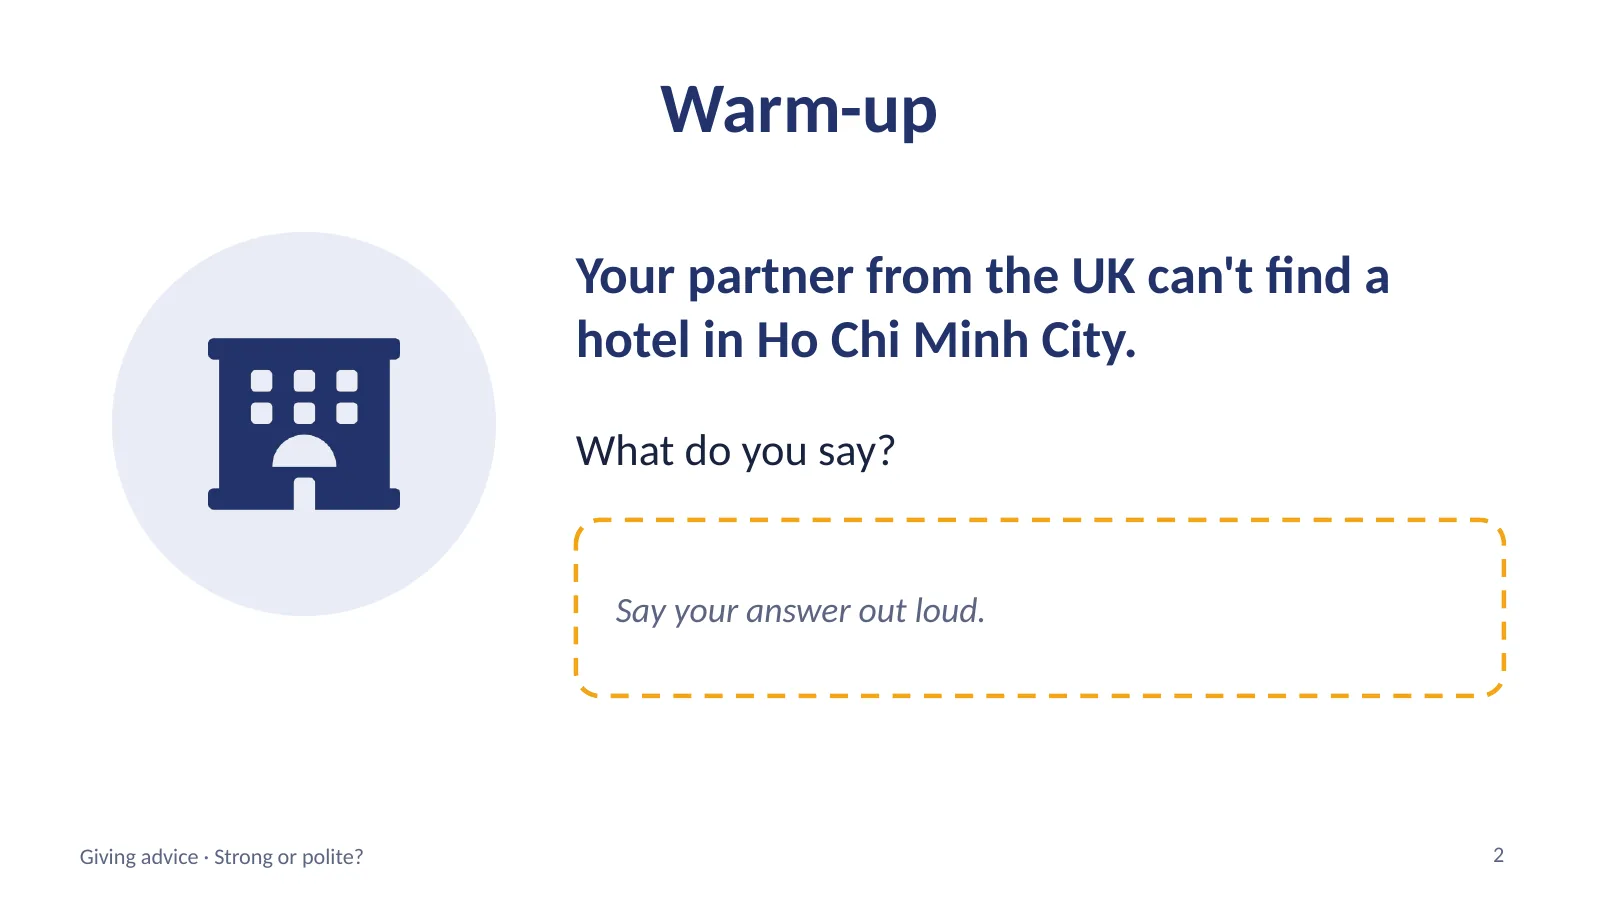 Warm-up
Your partner from the UK can't find a
hotel in Ho Chi Minh City.
What do you say?
Say your answer out loud.
Giving advice · Strong or polite?
2